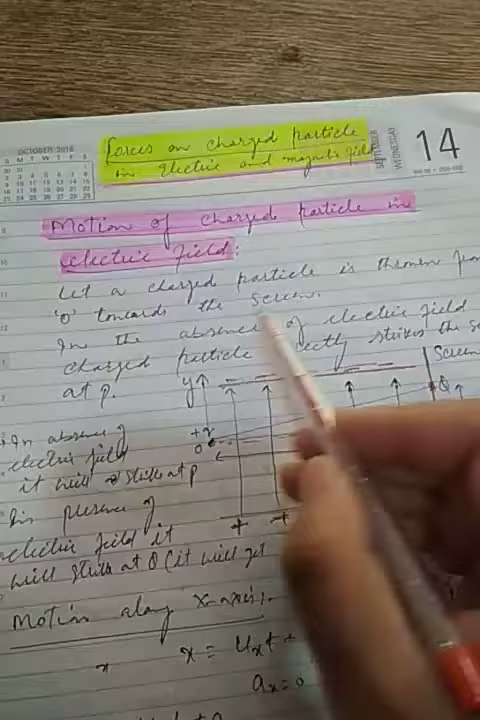 OCTOBER 2016
SEPTEMBER
WEDNESDAY
14
Forces on charged particle
in Electric and magnetic field
Motion of charged particle in
electric field:
Let a charged particle is thrown from
'O' towards the screen.
In the absence of electric field
charged particle directly strikes the
at P.
Screen
y
Q
+q
O
In absence of
electric field
it will strike at P
In presence of
electric field it
will strike at Q (it will get
+ +
Motion along x-axis:
x x = Uxt +
ax = 0